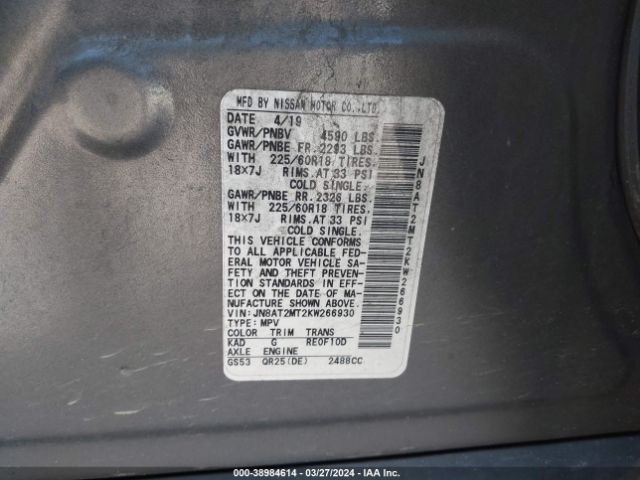 MFD BY NISSAN MOTOR CO.,LTD.
DATE 4/19
GVWR/PNBV 4590 LBS.
GAWR/PNBE FR. 2293 LBS.
WITH 225/60R18 TIRES.
18×7J RIMS.AT 33 PSI
COLD SINGLE.
GAWR/PNBE RR. 2326 LBS.
WITH 225/60R18 TIRES.
18×7J RIMS.AT 33 PSI
COLD SINGLE.
THIS VEHICLE CONFORMS
TO ALL APPLICABLE FED-
ERAL MOTOR VEHICLE SA-
FETY AND THEFT PREVEN-
TION STANDARDS IN EFF-
ECT ON THE DATE OF MA-
NUFACTURE SHOWN ABOVE.
VIN: JN8AT2MT2KW266930
TYPE: MPV
COLOR TRIM TRANS
KAD G RE0F10D
AXLE ENGINE
GS53 QR25(DE) 2488CC
JN8AT2MT2KW266930
000-38984614 - 03/27/2024 - IAA Inc.